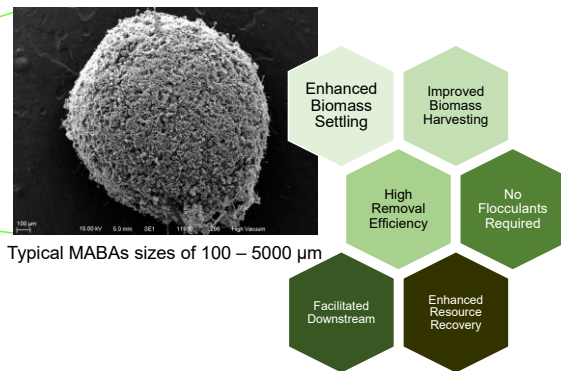 Enhanced
Biomass
Settling
Improved
Biomass
Harvesting
High
Removal
Efficiency
No
Flocculants
Required
100 µm
15.00 kV
5.0 mm
SE1
High Vacuum
Typical MABAs sizes of 100 – 5000 µm
Facilitated
Downstream
Enhanced
Resource
Recovery